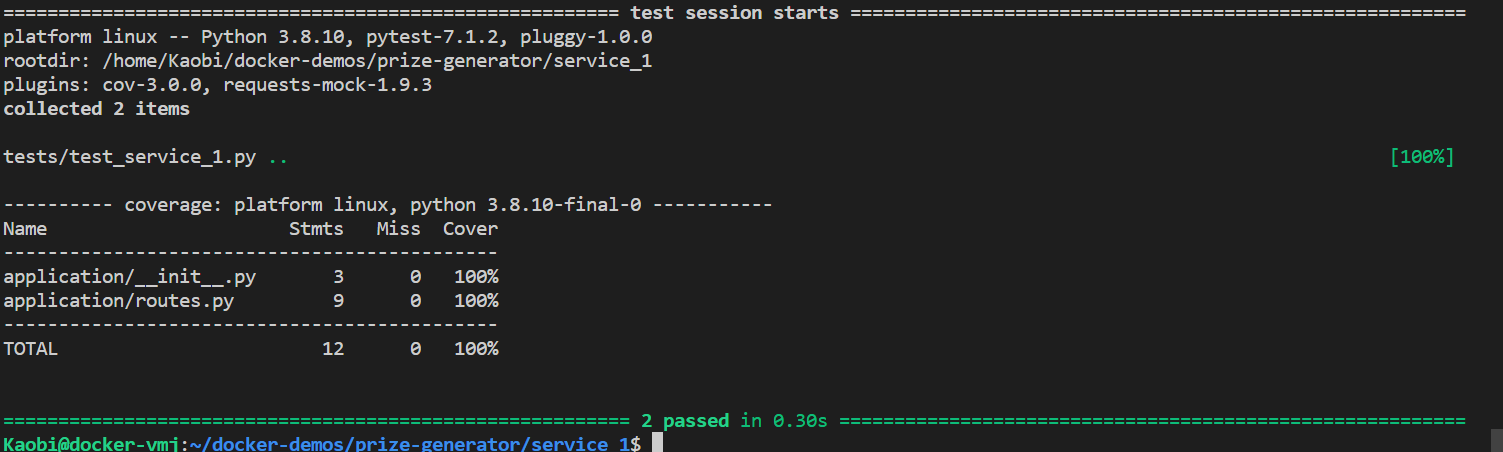 ======================================================== test session starts ========================================================
platform linux -- Python 3.8.10, pytest-7.1.2, pluggy-1.0.0
rootdir: /home/Kaobi/docker-demos/prize-generator/service_1
plugins: cov-3.0.0, requests-mock-1.9.3
collected 2 items
tests/test_service_1.py .. [100%]
---------- coverage: platform linux, python 3.8.10-final-0 -----------
Name Stmts Miss Cover
---------------------------------------------
application/__init__.py 3 0 100%
application/routes.py 9 0 100%
---------------------------------------------
TOTAL 12 0 100%
========================================================= 2 passed in 0.30s =========================================================
Kaobi@docker-vmj:~/docker-demos/prize-generator/service_1$